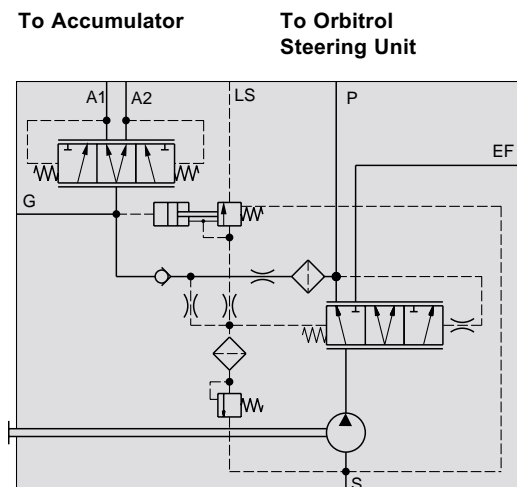 To Accumulator
To Orbitrol
Steering Unit
A1
A2
LS
P
EF
G
S